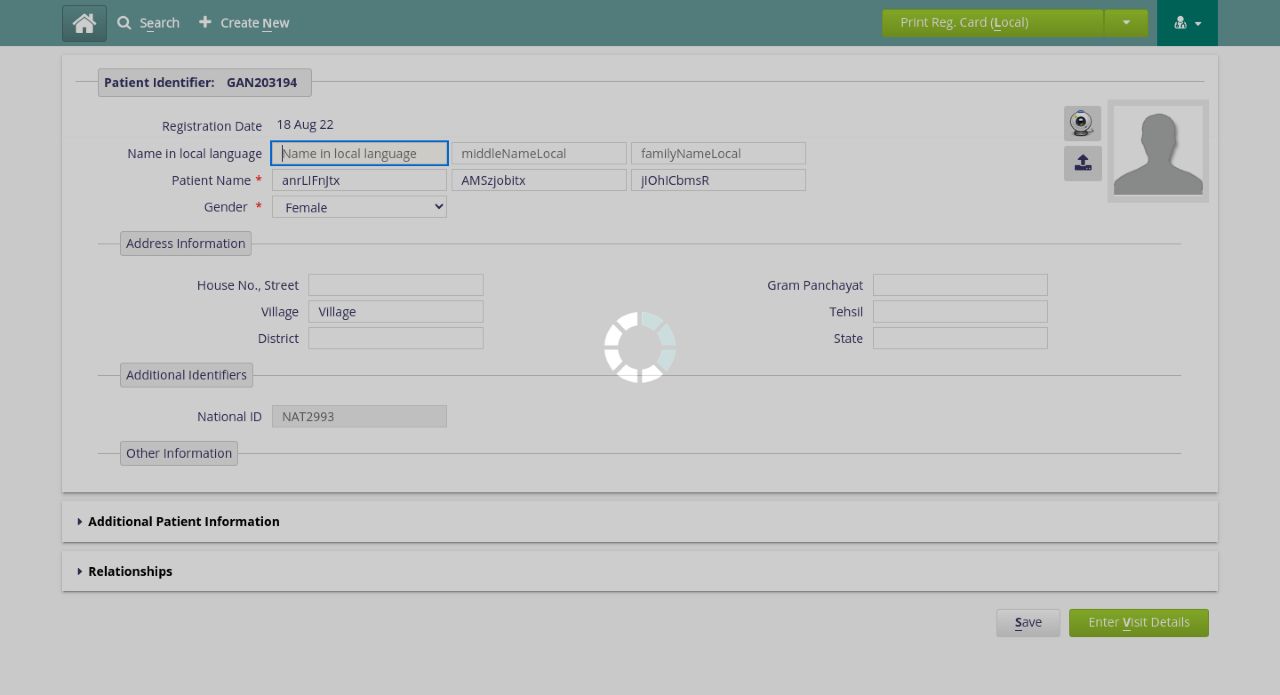 Search Create New Print Reg. Card (Local)
Patient Identifier: GAN203194
Registration Date 18 Aug 22
Name in local language Name in local language middleNameLocal familyNameLocal
Patient Name * anrLIFnJtx AMSzjobitx jIOhICbmsR
Gender * Female
Address Information
House No., Street Gram Panchayat
Village Village Tehsil
District State
Additional Identifiers
National ID NAT2993
Other Information
Additional Patient Information
Relationships
Save Enter Visit Details